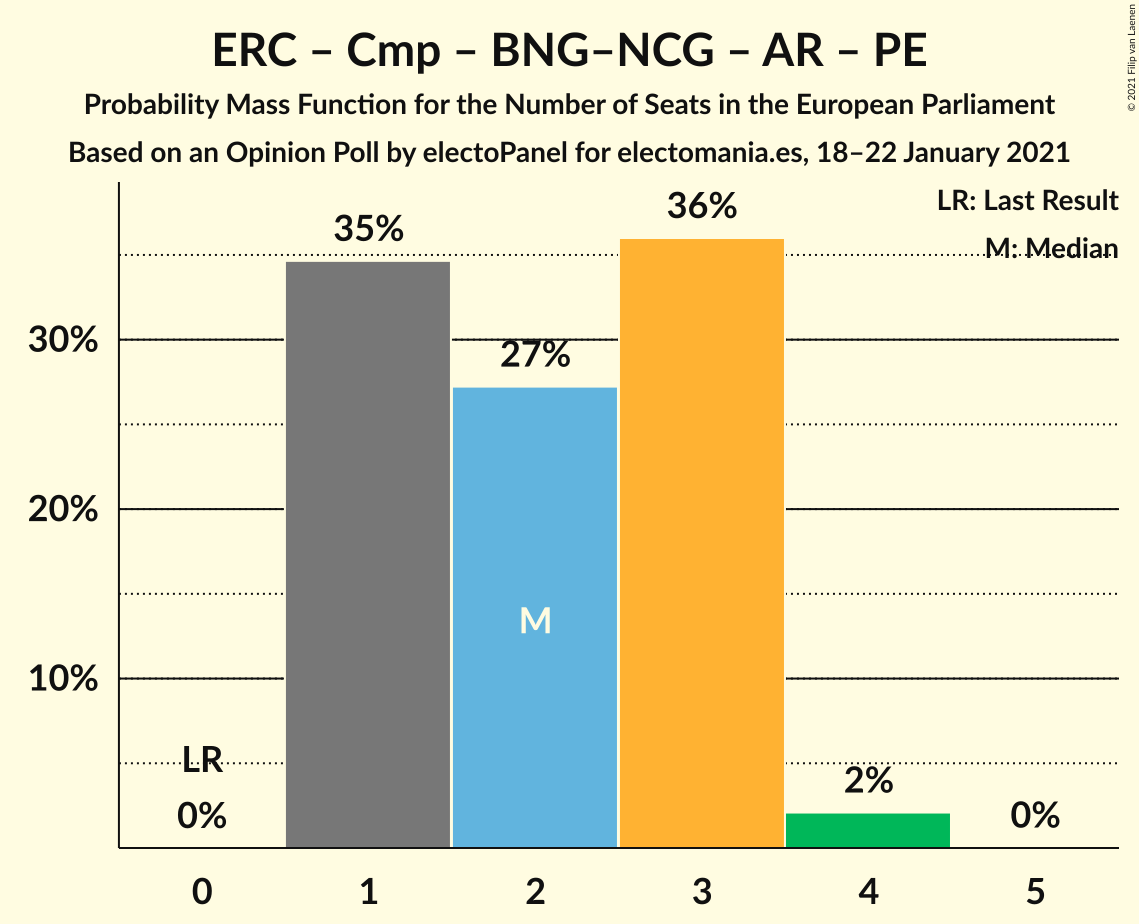 ERC – Cmp – BNG–NCG – AR – PE
Probability Mass Function for the Number of Seats in the European Parliament
Based on an Opinion Poll by electoPanel for electomania.es, 18–22 January 2021
© 2021 Filip van Laenen
LR: Last Result
M: Median
35%
36%
27%
30%
20%
10%
M
LR
0%
2%
0%
0 1 2 3 4 5